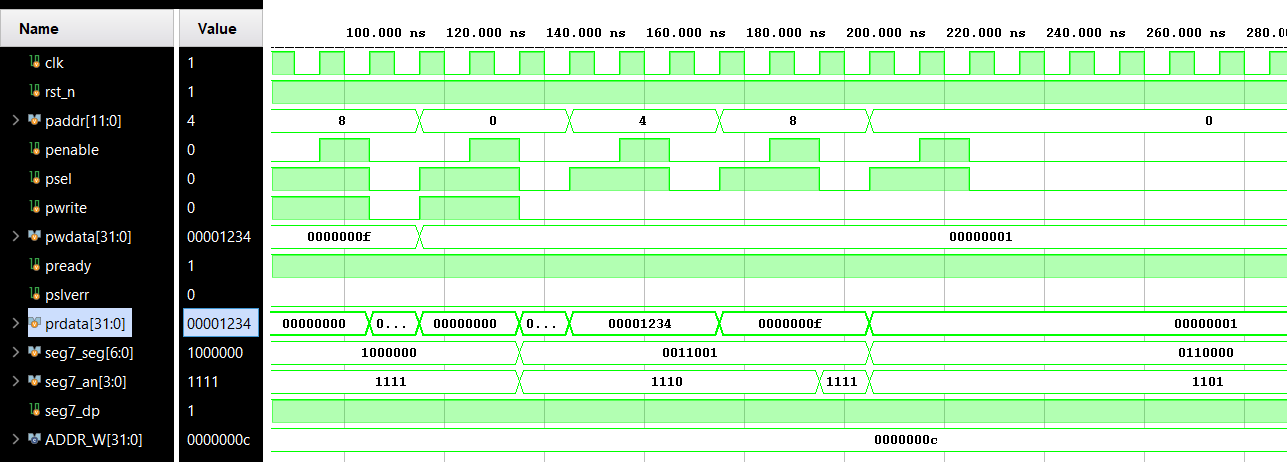 Name Value
100.000 ns 120.000 ns 140.000 ns 160.000 ns 180.000 ns 200.000 ns 220.000 ns 240.000 ns 260.000 ns 280.0
clk 1
rst_n 1
paddr[11:0] 4 8 0 4 8 0
penable 0
psel 0
pwrite 0
pwdata[31:0] 00001234 0000000f 00000001
pready 1
pslverr 0
prdata[31:0] 00001234 00000000 0... 00000000 0... 00001234 0000000f 00000001
seg7_seg[6:0] 1000000 1000000 0011001 0110000
seg7_an[3:0] 1111 1111 1110 1111 1101
seg7_dp 1
ADDR_W[31:0] 0000000c 0000000c